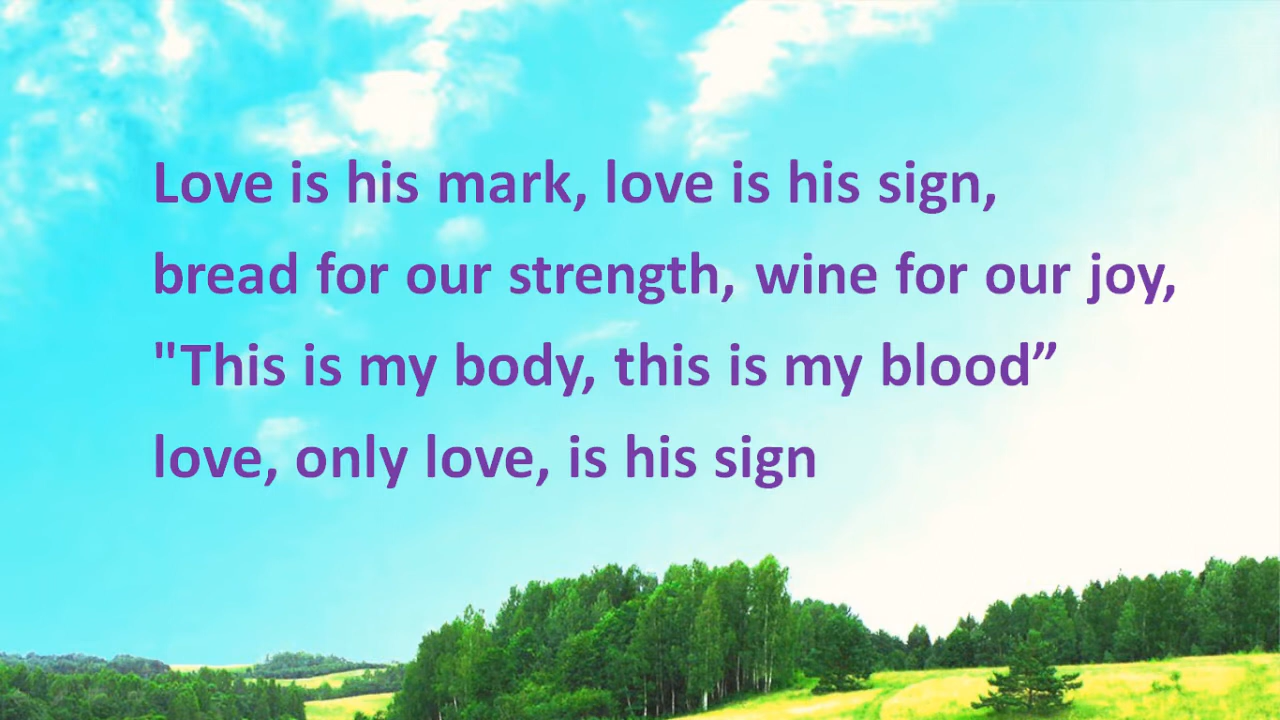 Love is his mark, love is his sign,
bread for our strength, wine for our joy,
"This is my body, this is my blood”
love, only love, is his sign